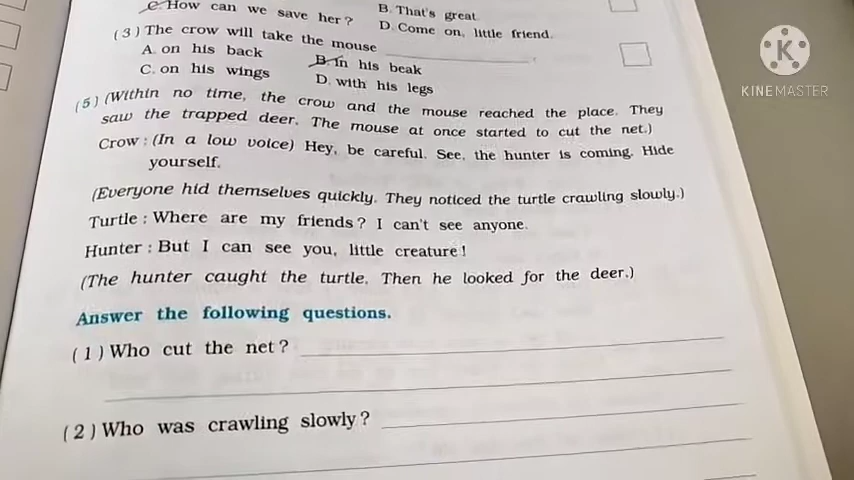 C. How can we save her?
B. That's great
D. Come on, little friend.
(3) The crow will take the mouse ____________.
A. on his back
B. in his beak
C. on his wings
D. with his legs
(5) (Within no time, the crow and the mouse reached the place. They
saw the trapped deer. The mouse at once started to cut the net.)
Crow : (In a low voice) Hey, be careful. See, the hunter is coming. Hide
yourself.
(Everyone hid themselves quickly. They noticed the turtle crawling slowly.)
Turtle : Where are my friends? I can't see anyone.
Hunter : But I can see you, little creature!
(The hunter caught the turtle. Then he looked for the deer.)
Answer the following questions.
(1) Who cut the net?
(2) Who was crawling slowly?
K
KINEMASTER